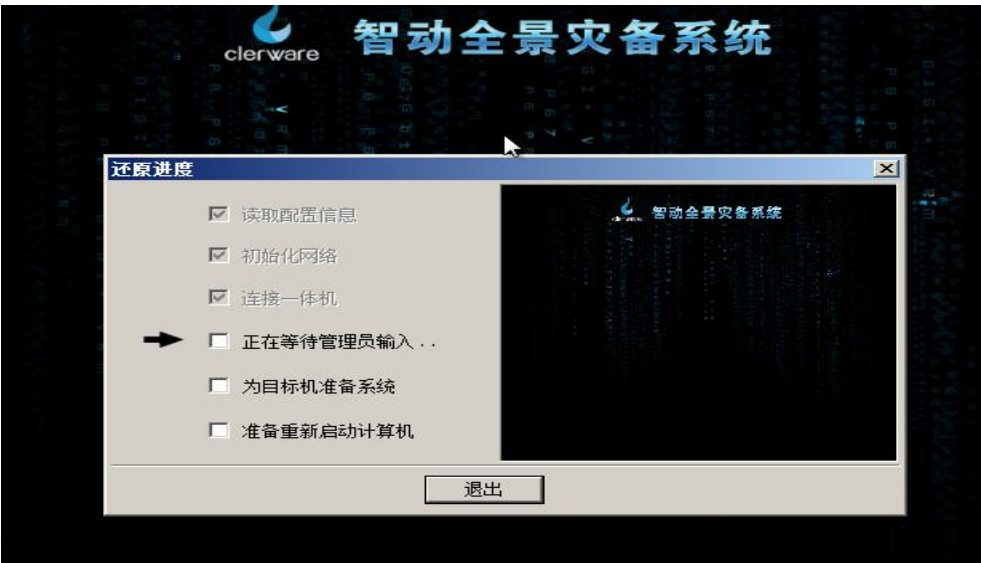 clerware 智动全景灾备系统
还原进度
读取配置信息
智动全景灾备系统
初始化网络
连接一体机
正在等待管理员输入..
为目标机准备系统
准备重新启动计算机
退出